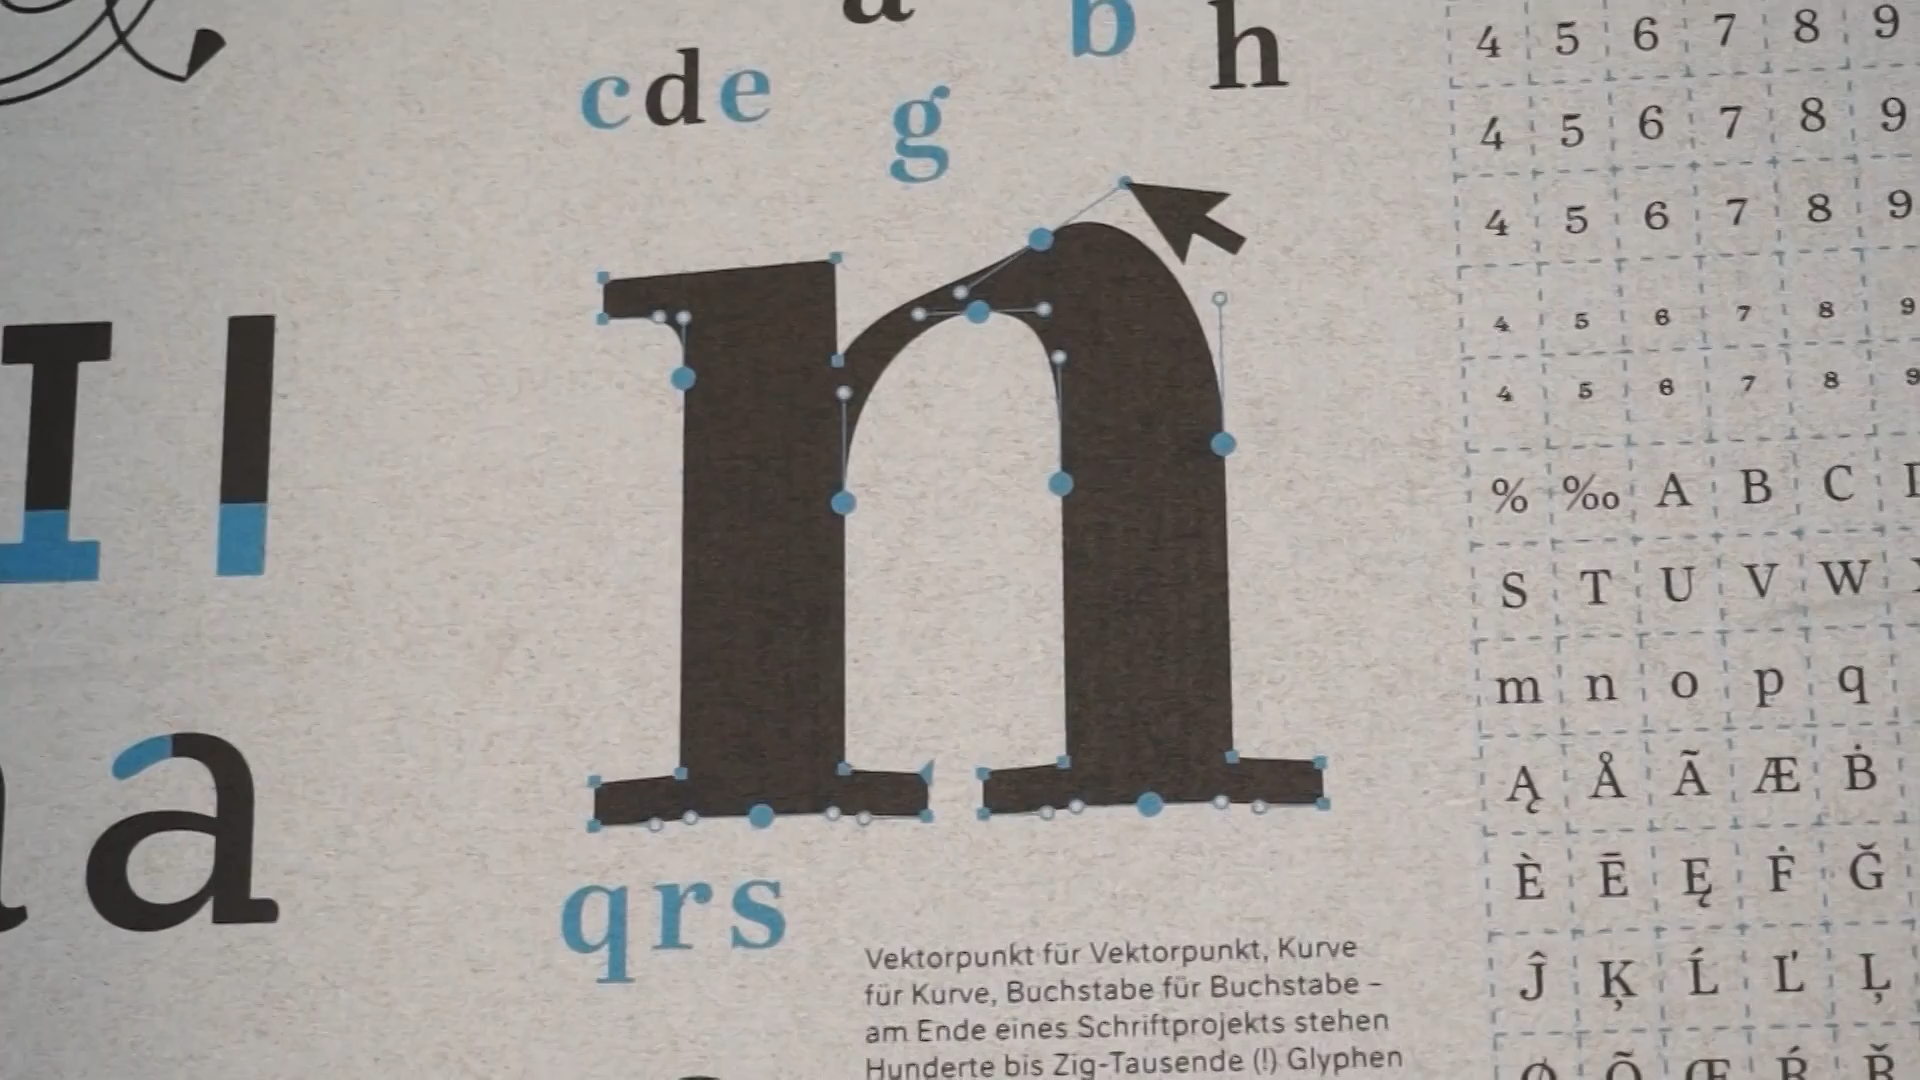 a
b
h
c d e
g
I l
n
a
q r s
Vektorpunkt für Vektorpunkt, Kurve
für Kurve, Buchstabe für Buchstabe –
am Ende eines Schriftprojekts stehen
Hunderte bis Zig-Tausende (!) Glyphen
4 5 6 7 8 9
4 5 6 7 8 9
4 5 6 7 8 9
4 5 6 7 8 9
4 5 6 7 8 9
% ‰ A B C
S T U V W
m n o p q
Ą Å Ã Æ Ḃ
È Ē Ę Ḟ Ğ
Ĵ Ķ Ĺ Ľ Ļ
Ø Õ Œ Ŕ Ř